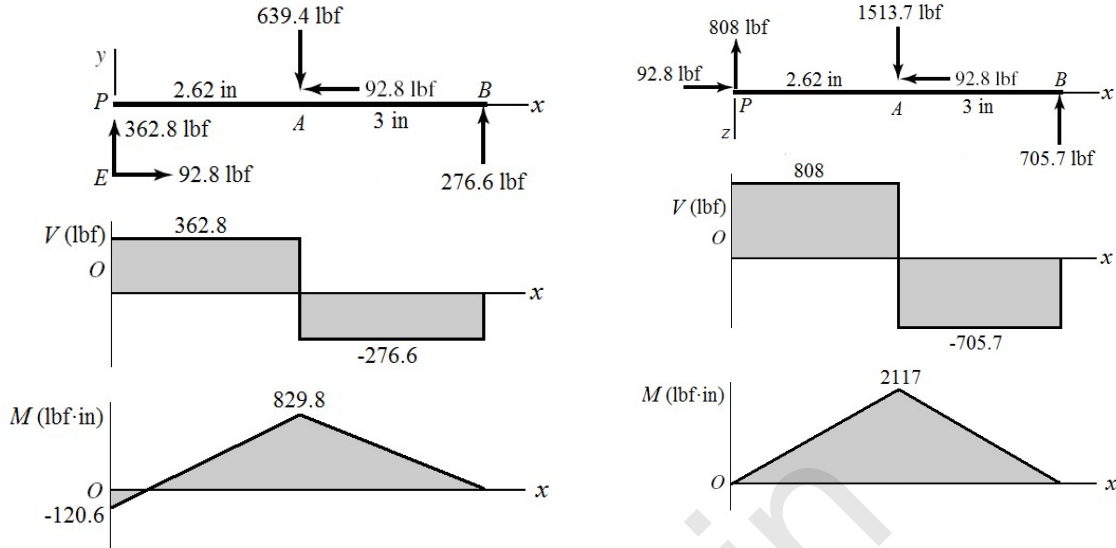 639.4 lbf
y
2.62 in
92.8 lbf
B
P
x
A
3 in
362.8 lbf
E
92.8 lbf
276.6 lbf
V (lbf)
362.8
O
x
-276.6
829.8
M (lbf·in)
O
x
-120.6
1513.7 lbf
808 lbf
92.8 lbf
2.62 in
92.8 lbf
B
x
P
A
3 in
z
705.7 lbf
808
V (lbf)
O
x
-705.7
2117
M (lbf·in)
O
x
in